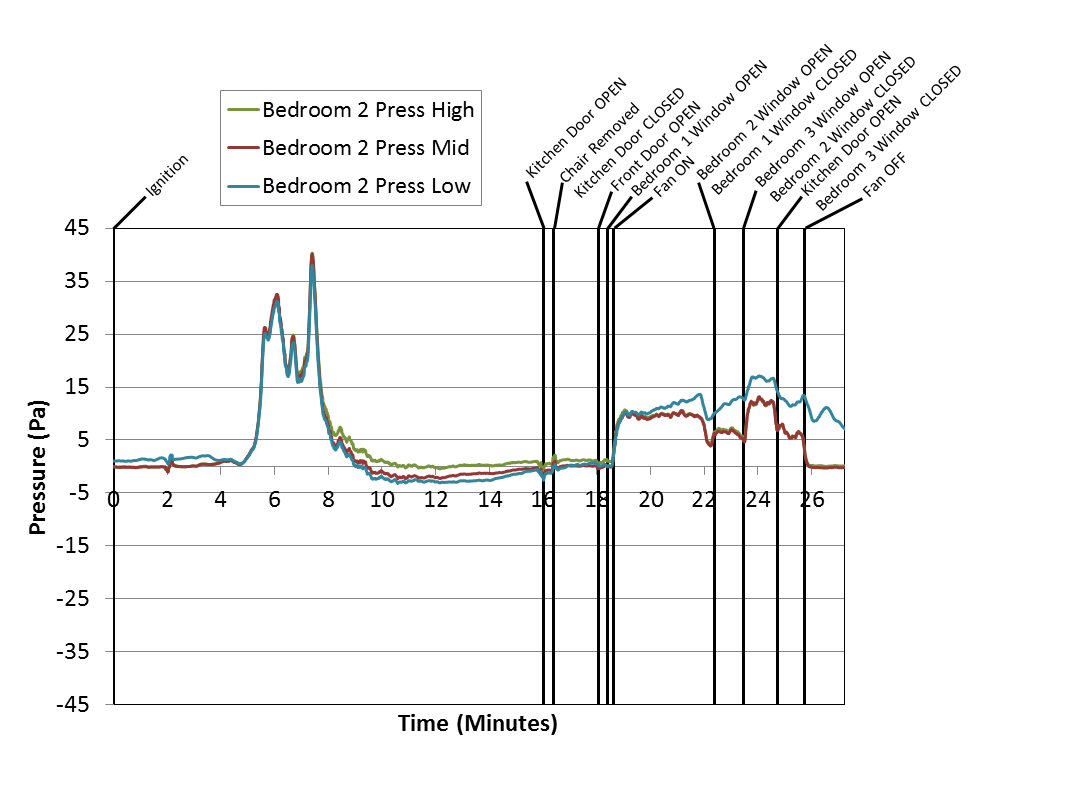 Bedroom 2 Press High
Bedroom 2 Press Mid
Bedroom 2 Press Low
Ignition
Kitchen Door OPEN
Chair Removed
Kitchen Door CLOSED
Front Door OPEN
Bedroom 1 Window OPEN
Fan ON
Bedroom 2 Window OPEN
Bedroom 1 Window CLOSED
Bedroom 3 Window OPEN
Bedroom 2 Window CLOSED
Kitchen Door OPEN
Bedroom 3 Window CLOSED
Fan OFF
45
35
25
15
5
-5
-15
-25
-35
-45
Pressure (Pa)
0 2 4 6 8 10 12 14 16 18 20 22 24 26
Time (Minutes)